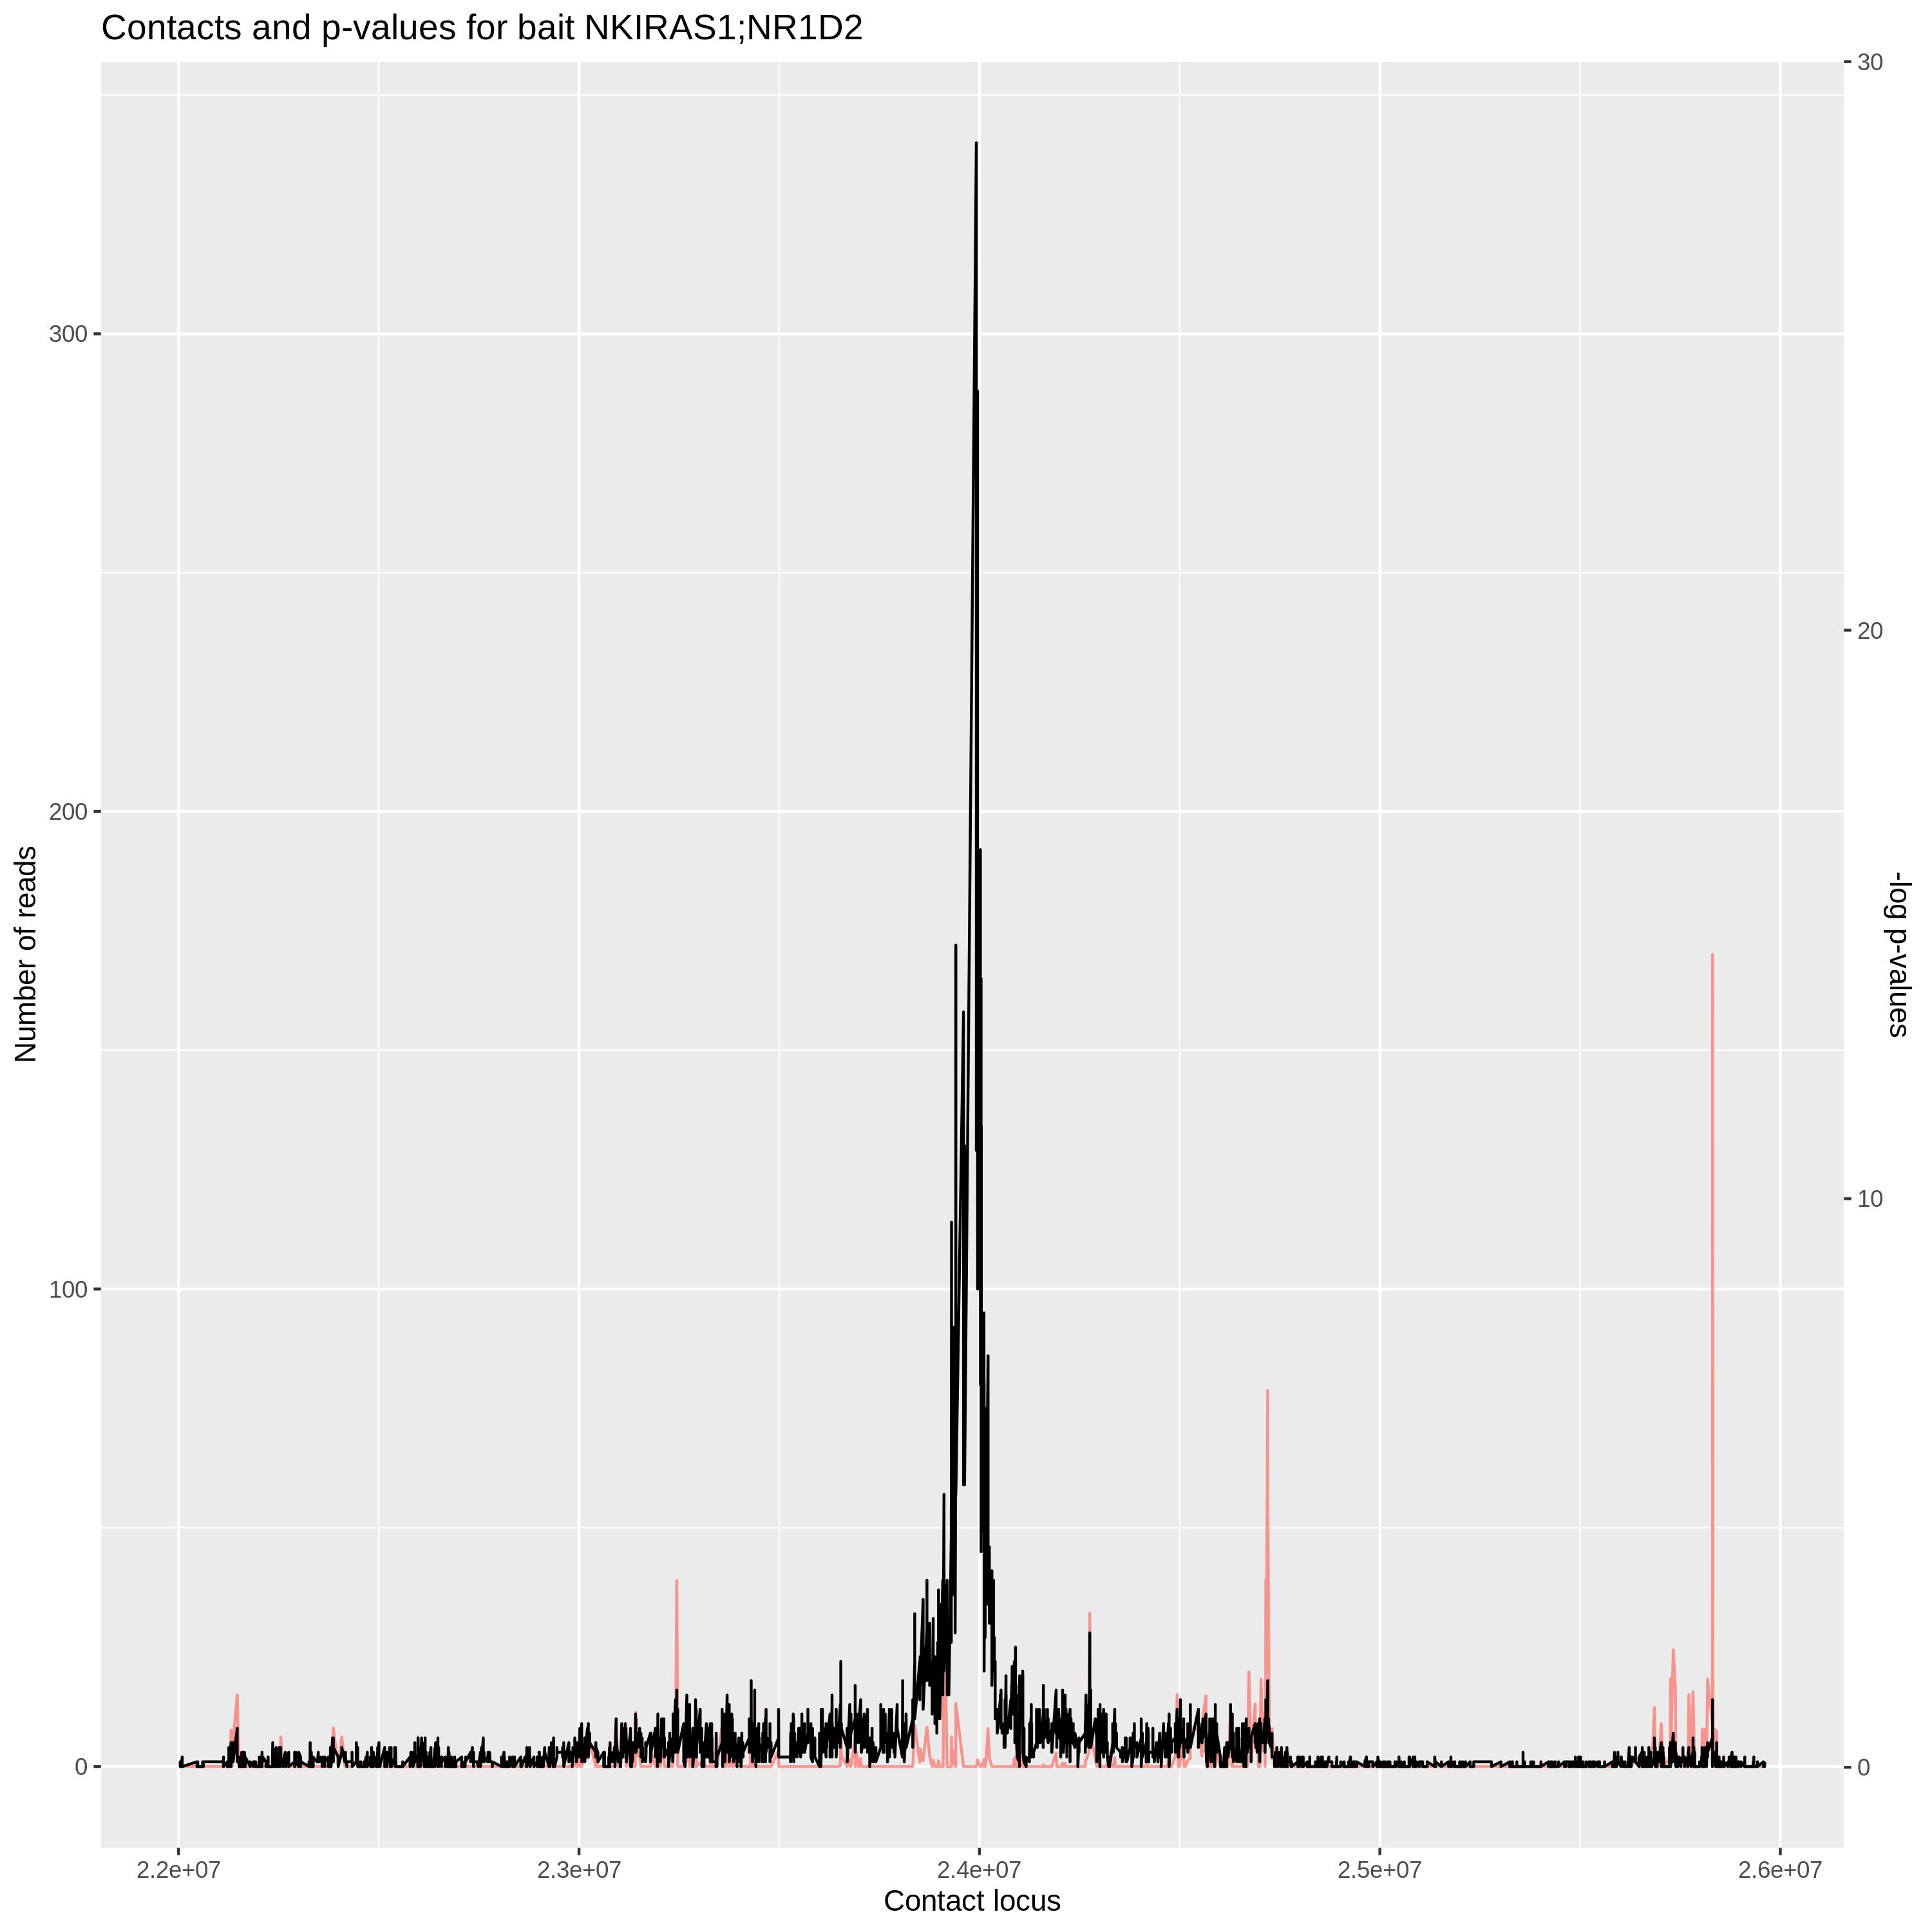 Contacts and p-values for bait NKIRAS1;NR1D2
30
300
20
200
Number of reads
-log p-values
10
100
0
0
2.2e+07
2.3e+07
2.4e+07
2.5e+07
2.6e+07
Contact locus